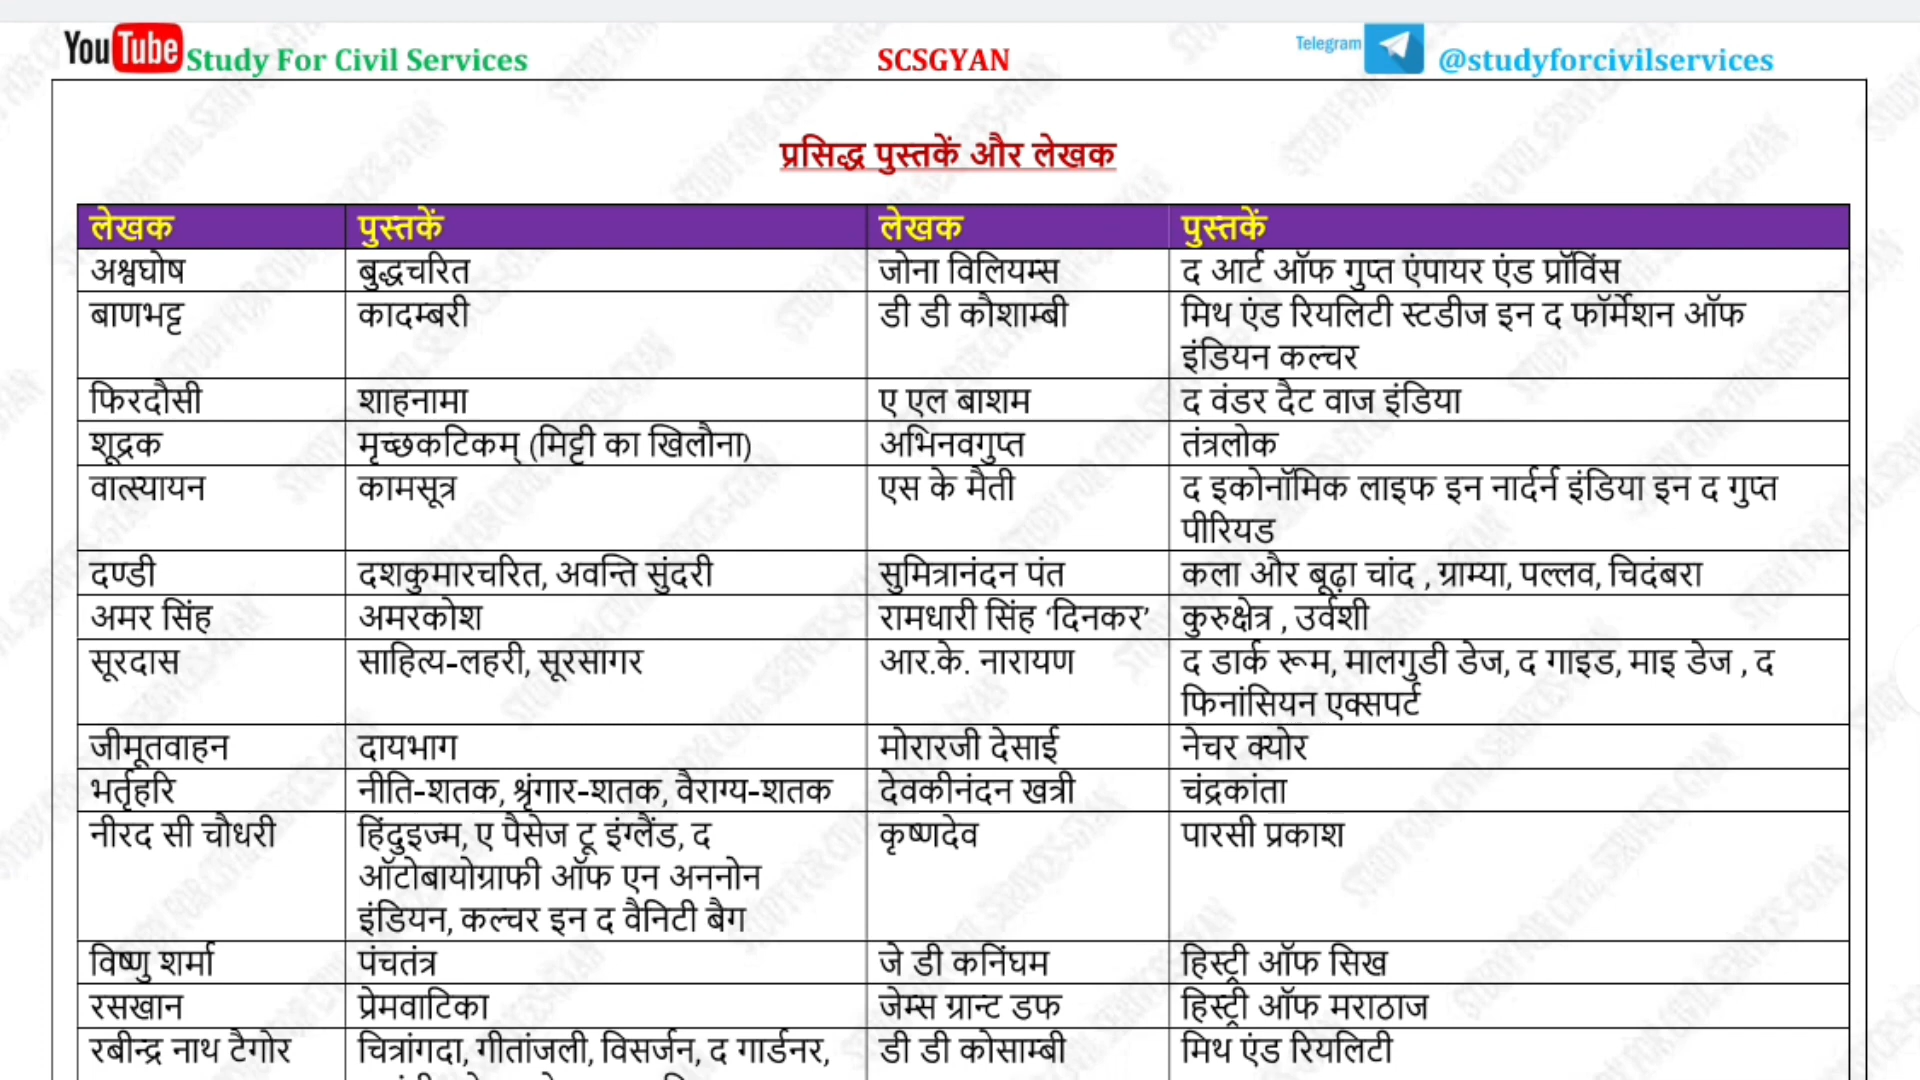 YouTube Study For Civil Services SCSGYAN Telegram @studyforcivilservices
प्रसिद्ध पुस्तकें और लेखक
लेखक पुस्तकें लेखक पुस्तकें
अश्वघोष बुद्धचरित जोना विलियम्स द आर्ट ऑफ गुप्त एंपायर एंड प्रॉविंस
बाणभट्ट कादम्बरी डी डी कौशाम्बी मिथ एंड रियलिटी स्टडीज इन द फॉर्मेशन ऑफ
इंडियन कल्चर
फिरदौसी शाहनामा ए एल बाशम द वंडर दैट वाज इंडिया
शूद्रक मृच्छकटिकम् (मिट्टी का खिलौना) अभिनवगुप्त तंत्रलोक
वात्स्यायन कामसूत्र एस के मैती द इकोनॉमिक लाइफ इन नार्दर्न इंडिया इन द गुप्त
पीरियड
दण्डी दशकुमारचरित, अवन्ति सुंदरी सुमित्रानंदन पंत कला और बूढ़ा चांद , ग्राम्या, पल्लव, चिदंबरा
अमर सिंह अमरकोश रामधारी सिंह ‘दिनकर’ कुरुक्षेत्र , उर्वशी
सूरदास साहित्य-लहरी, सूरसागर आर.के. नारायण द डार्क रूम, मालगुडी डेज, द गाइड, माइ डेज , द
फिनांसियन एक्सपर्ट
जीमूतवाहन दायभाग मोरारजी देसाई नेचर क्योर
भर्तृहरि नीति-शतक, श्रृंगार-शतक, वैराग्य-शतक देवकीनंदन खत्री चंद्रकांता
नीरद सी चौधरी हिंदुइज्म, ए पैसेज टू इंग्लैंड, द कृष्णदेव पारसी प्रकाश
ऑटोबायोग्राफी ऑफ एन अननोन
इंडियन, कल्चर इन द वैनिटी बैग
विष्णु शर्मा पंचतंत्र जे डी कनिंघम हिस्ट्री ऑफ सिख
रसखान प्रेमवाटिका जेम्स ग्रान्ट डफ हिस्ट्री ऑफ मराठाज
रबीन्द्र नाथ टैगोर चित्रांगदा, गीतांजली, विसर्जन, द गार्डनर, डी डी कोसाम्बी मिथ एंड रियलिटी